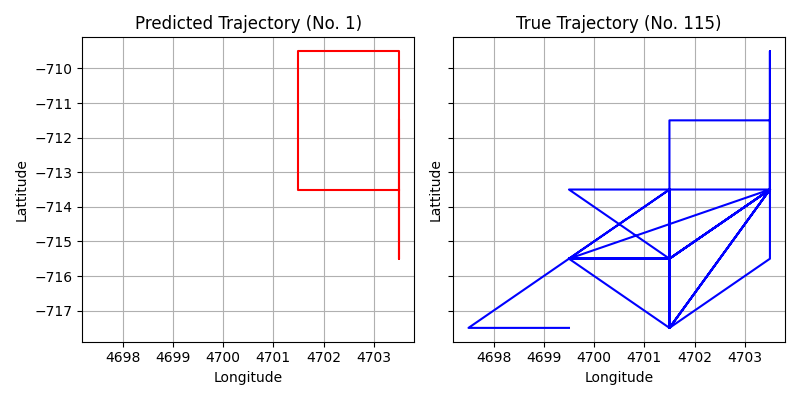 Predicted Trajectory (No. 1)
True Trajectory (No. 115)
Lattitude
−710
−711
−712
−713
−714
−715
−716
−717
4698 4699 4700 4701 4702 4703
Longitude
Lattitude
4698 4699 4700 4701 4702 4703
Longitude